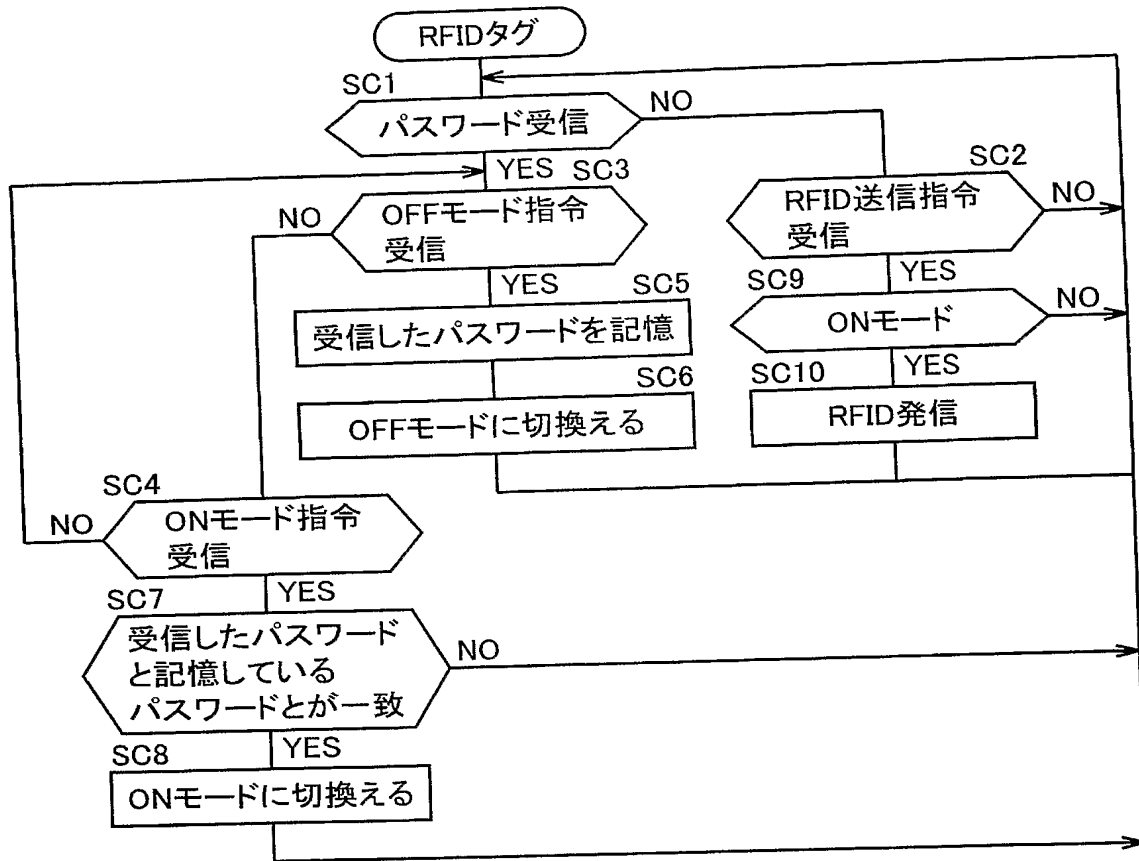 RFIDタグ
SC1
パスワード受信
NO
YES
SC3
OFFモード指令
受信
NO
SC2
RFID送信指令
受信
NO
YES
SC5
受信したパスワードを記憶
YES
SC9
ONモード
NO
SC6
OFFモードに切換える
YES
SC10
RFID発信
SC4
ONモード指令
受信
NO
YES
SC7
受信したパスワード
と記憶している
パスワードとが一致
NO
YES
SC8
ONモードに切換える